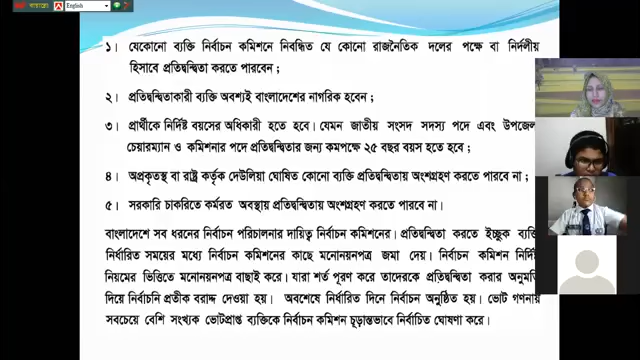 English
১। যেকোনো ব্যক্তি নির্বাচন কমিশনে নিবন্ধিত যে কোনো রাজনৈতিক দলের পক্ষে বা নির্দলীয়
হিসাবে প্রতিদ্বন্দ্বিতা করতে পারবেন ;
২। প্রতিদ্বন্দ্বিতাকারী ব্যক্তি অবশ্যই বাংলাদেশের নাগরিক হবেন ;
৩। প্রার্থীকে নির্দিষ্ট বয়সের অধিকারী হতে হবে। যেমন জাতীয় সংসদ সদস্য পদে এবং উপজেলা
চেয়ারম্যান ও কমিশনার পদে প্রতিদ্বন্দ্বিতার জন্য কমপক্ষে ২৫ বছর বয়স হতে হবে ;
৪। অপ্রকৃতস্থ বা রাষ্ট্র কর্তৃক দেউলিয়া ঘোষিত কোনো ব্যক্তি প্রতিদ্বন্দ্বিতায় অংশগ্রহণ করতে পারবে না ;
৫। সরকারি চাকরিতে কর্মরত অবস্থায় প্রতিদ্বন্দ্বিতায় অংশগ্রহণ করতে পারবে না।
বাংলাদেশে সব ধরনের নির্বাচন পরিচালনার দায়িত্ব নির্বাচন কমিশনের। প্রতিদ্বন্দ্বিতা করতে ইচ্ছুক ব্যক্তি
নির্ধারিত সময়ের মধ্যে নির্বাচন কমিশনের কাছে মনোনয়নপত্র জমা দেয়। নির্বাচন কমিশন নির্দিষ্ট
নিয়মের ভিত্তিতে মনোনয়নপত্র বাছাই করে। যারা শর্ত পূরণ করে তাদেরকে প্রতিদ্বন্দ্বিতা করার অনুমতি
দিয়ে নির্বাচনি প্রতীক বরাদ্দ দেওয়া হয়। অবশেষে নির্ধারিত দিনে নির্বাচন অনুষ্ঠিত হয়। ভোট গণনায়
সবচেয়ে বেশি সংখ্যক ভোটপ্রাপ্ত ব্যক্তিকে নির্বাচন কমিশন চূড়ান্তভাবে নির্বাচিত ঘোষণা করে।